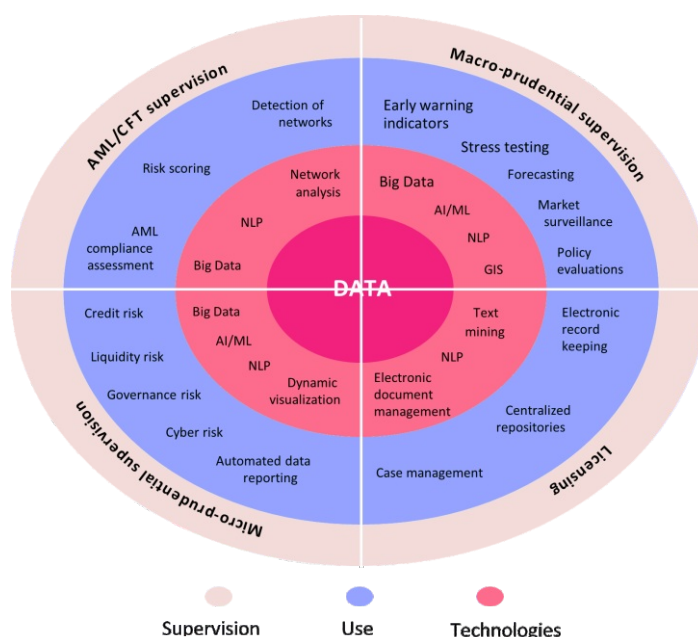 AML/CFT supervision
Macro-prudential supervision
Detection of
networks
Risk scoring
AML
compliance
assessment
Network
analysis
NLP
Big Data
Early warning
indicators
Stress testing
Forecasting
Market
surveillance
Policy
evaluations
Big Data
AI/ML
NLP
GIS
DATA
Credit risk
Liquidity risk
Governance risk
Cyber risk
Automated data
reporting
Big Data
AI/ML
NLP
Dynamic
visualization
Text
mining
NLP
Electronic
document
management
Electronic
record
keeping
Centralized
repositories
Case management
Micro-prudential supervision
Licensing
Supervision
Use
Technologies